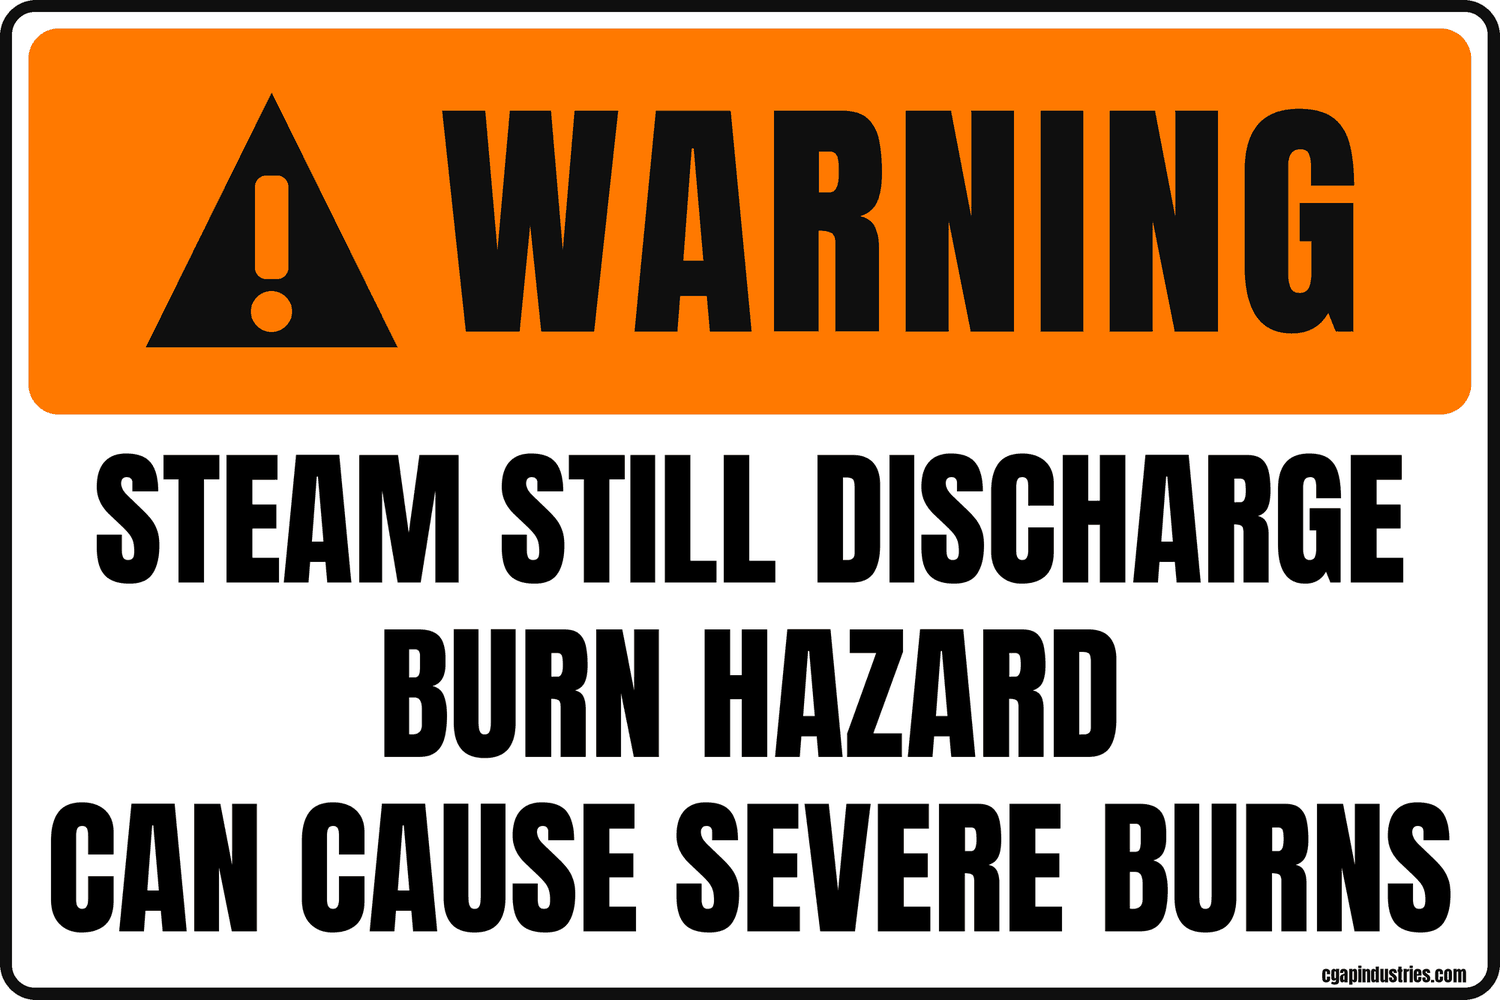 WARNING
STEAM STILL DISCHARGE
BURN HAZARD
CAN CAUSE SEVERE BURNS
cgapindustries.com